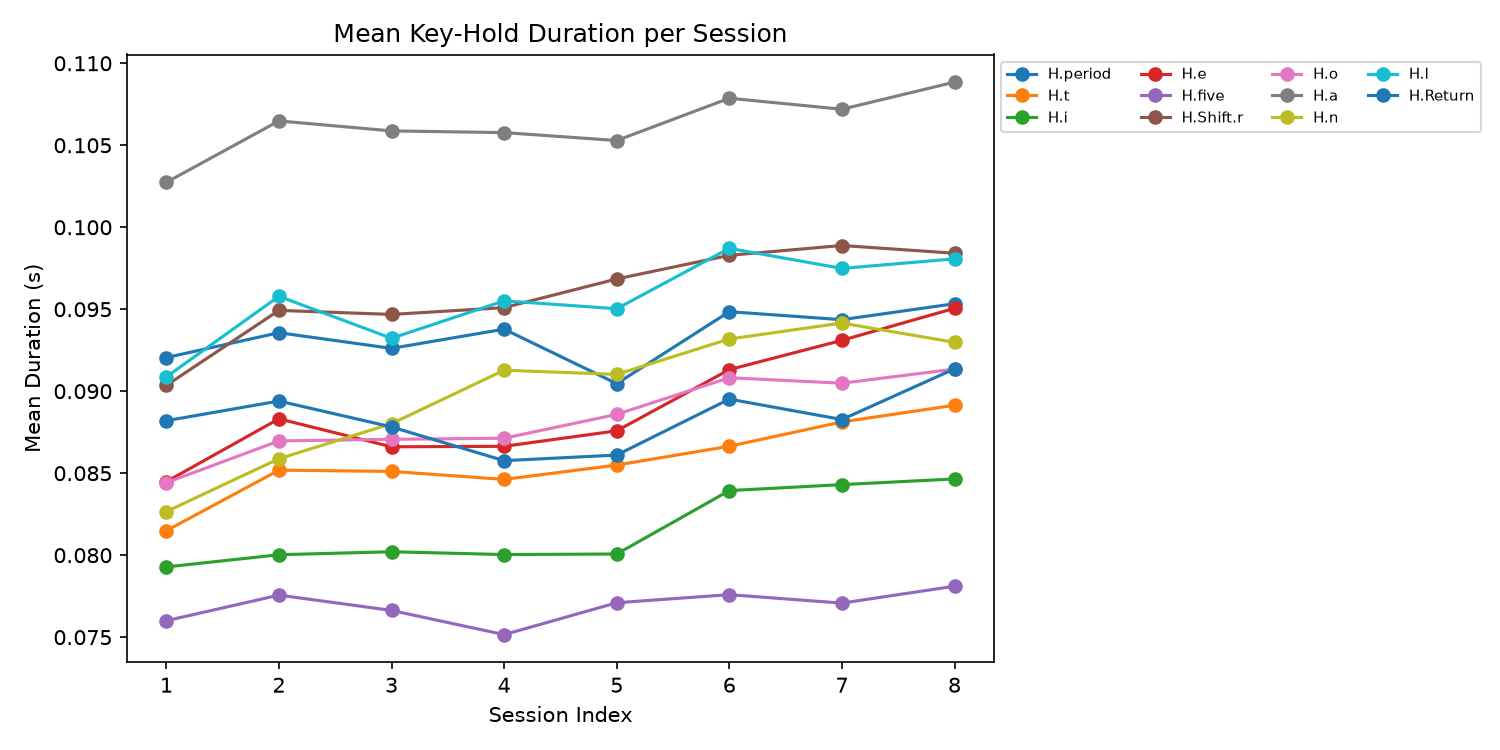 Mean Key-Hold Duration per Session
Mean Duration (s)
0.110
0.105
0.100
0.095
0.090
0.085
0.080
0.075
1 2 3 4 5 6 7 8
Session Index
H.period H.e H.o H.l
H.t H.five H.a H.Return
H.i H.Shift.r H.n